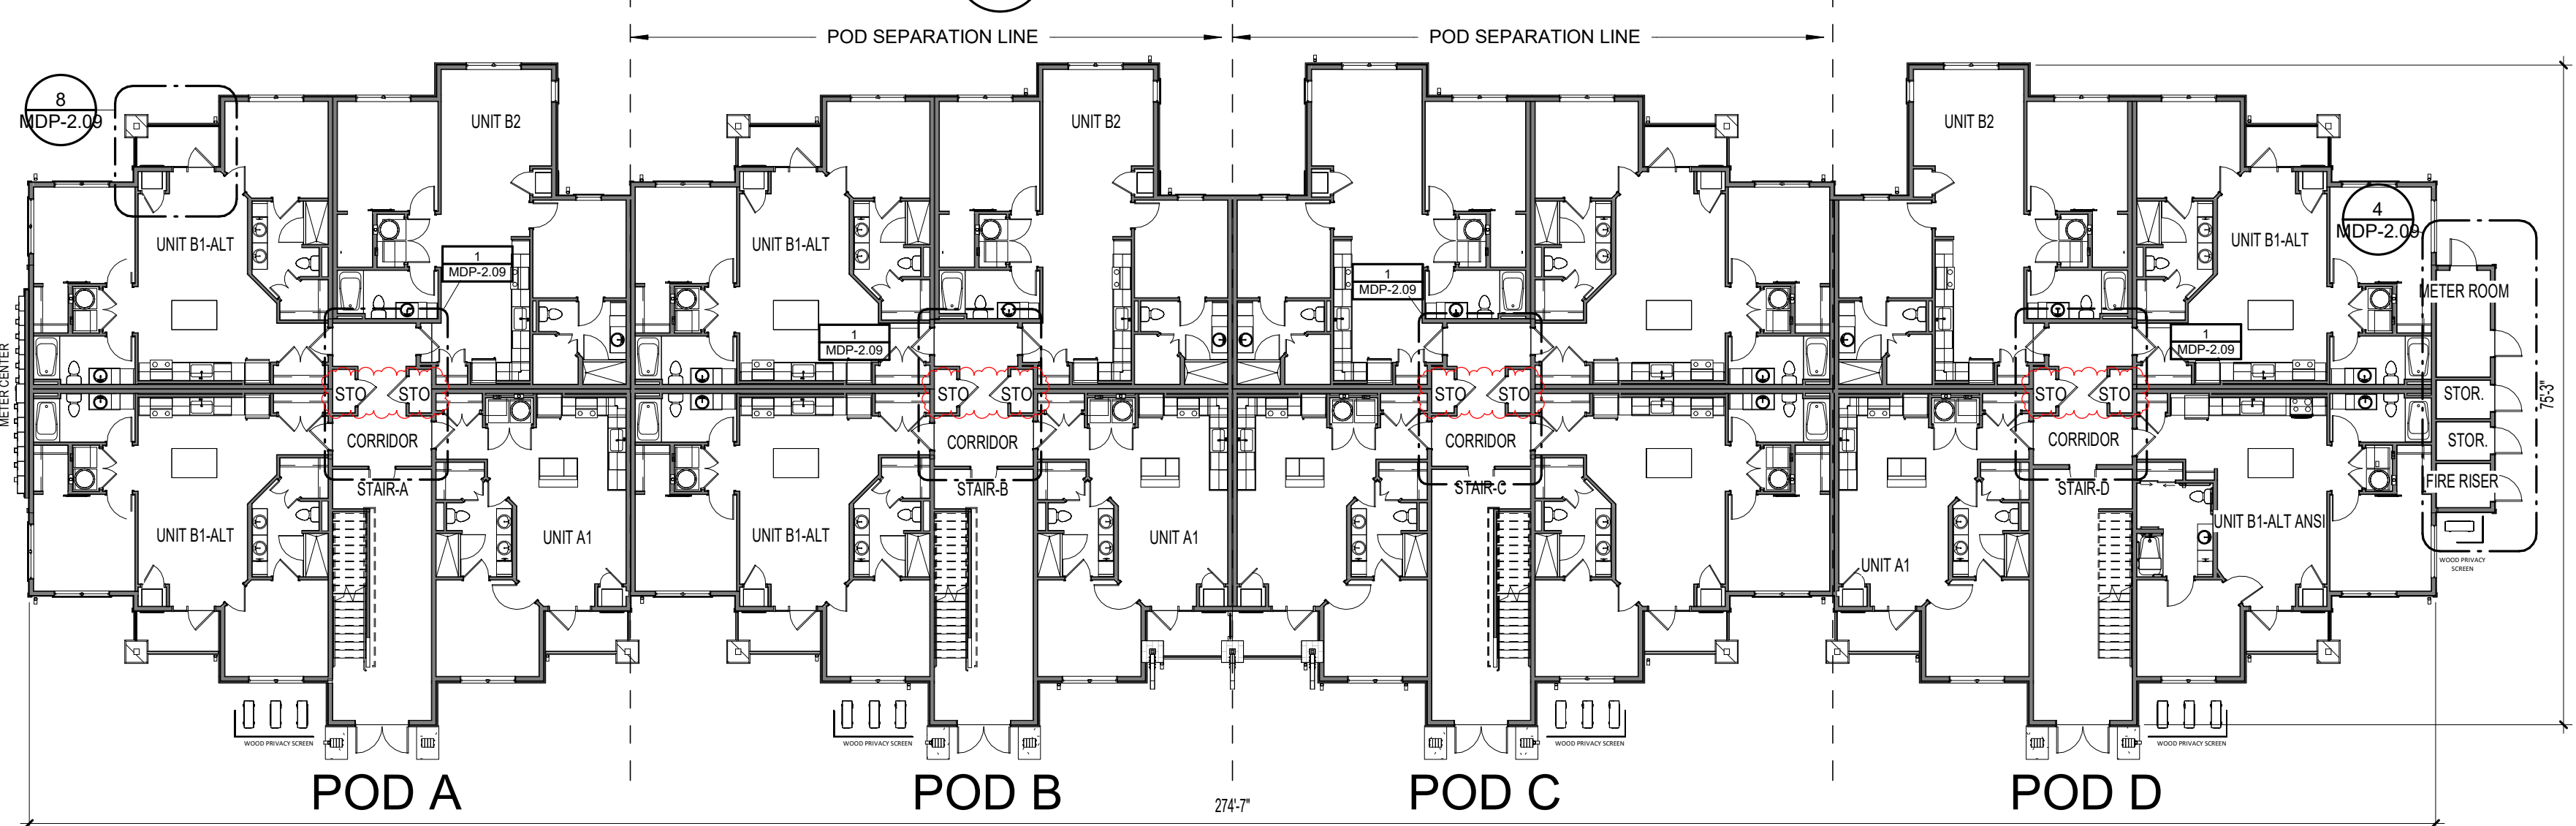 POD SEPARATION LINE
POD SEPARATION LINE
8
MDP-2.09
UNIT B2
UNIT B2
UNIT B2
UNIT B1-ALT
UNIT B1-ALT
UNIT B1-ALT
4
MDP-2.09
1
MDP-2.09
1
MDP-2.09
1
MDP-2.09
1
MDP-2.09
METER ROOM
METER CENTER
STO
STO
STO
STO
STO
STO
STO
STO
STOR.
75'-3"
CORRIDOR
CORRIDOR
CORRIDOR
CORRIDOR
STOR.
STAIR-A
STAIR-B
STAIR-C
STAIR-D
FIRE RISER
UNIT B1-ALT
UNIT A1
UNIT B1-ALT
UNIT A1
UNIT A1
UNIT B1-ALT ANSI
WOOD PRIVACY
SCREEN
WOOD PRIVACY SCREEN
WOOD PRIVACY SCREEN
WOOD PRIVACY SCREEN
WOOD PRIVACY SCREEN
POD A
POD B
POD C
POD D
274'-7"